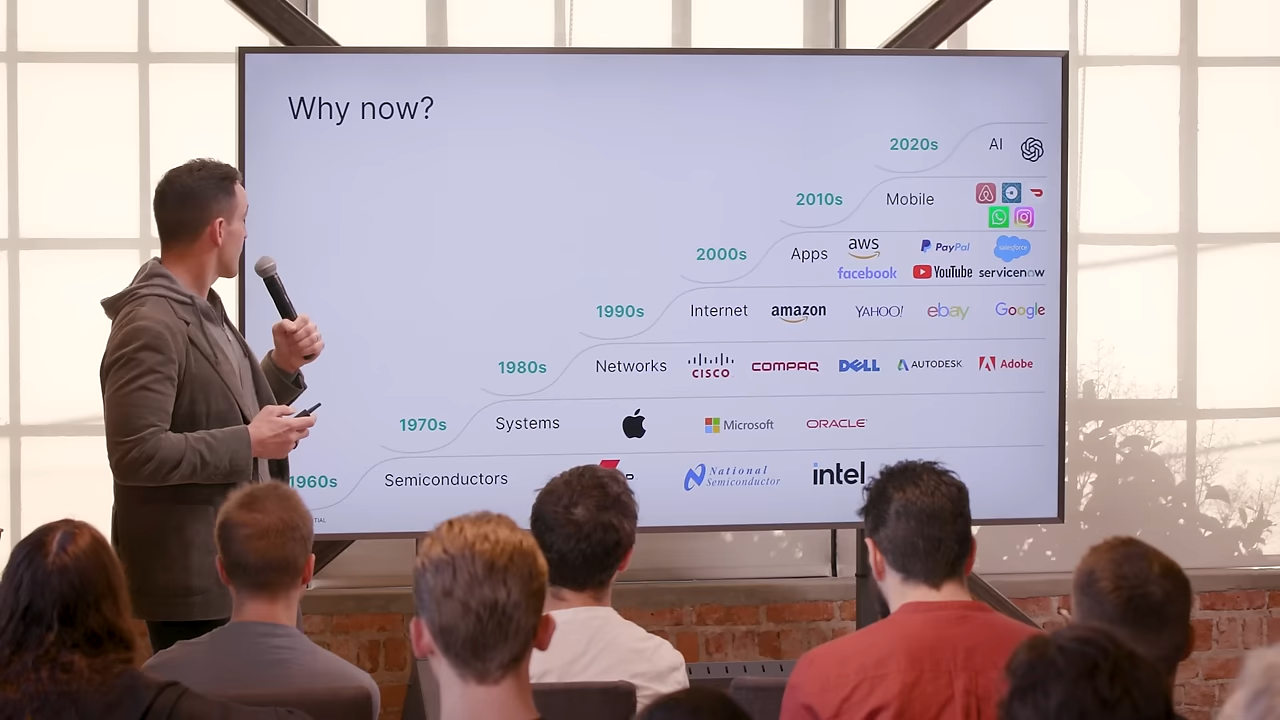 Why now?
2020s AI
2010s Mobile
2000s Apps aws PayPal salesforce
facebook YouTube servicenow
1990s Internet amazon YAHOO! ebay Google
1980s Networks CISCO COMPAQ DELL AUTODESK Adobe
1970s Systems Microsoft ORACLE
1960s Semiconductors National Semiconductor intel